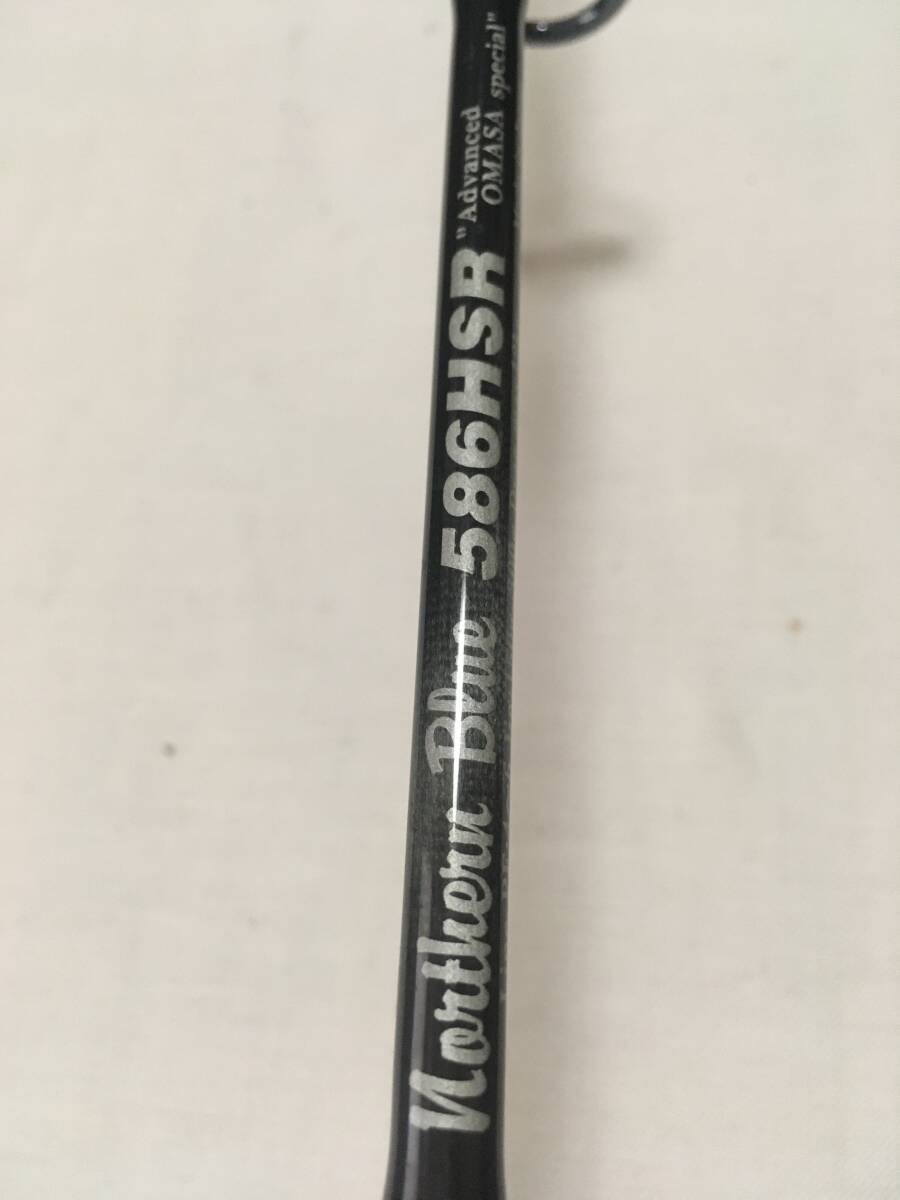 Northern Blue 586HSR "Advanced
OMASA special"